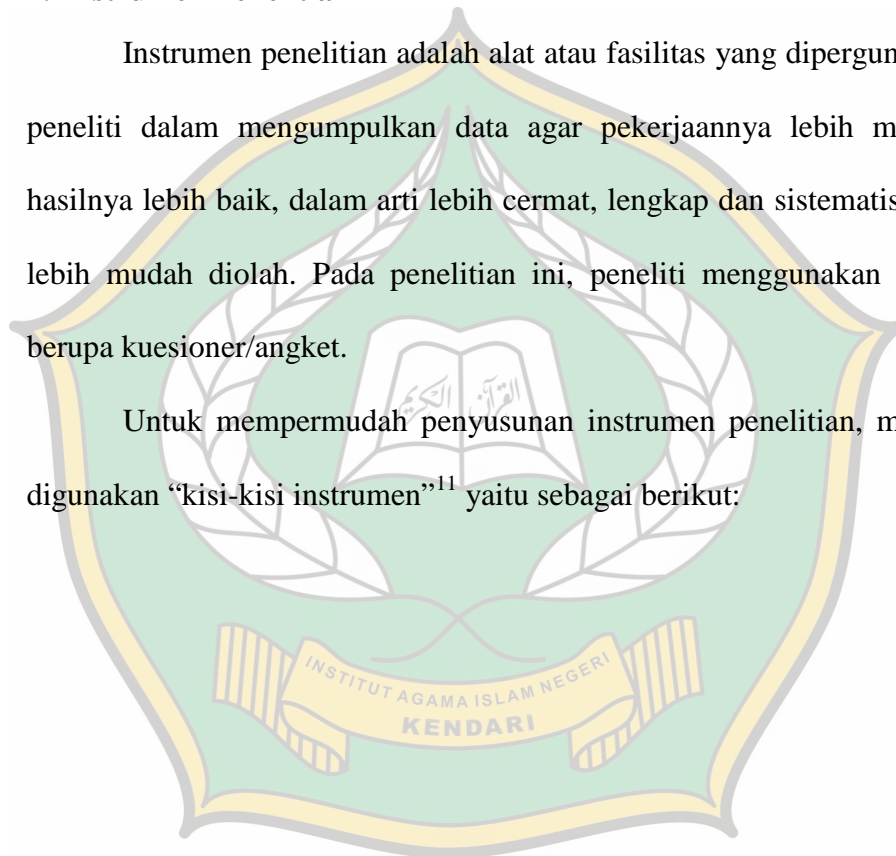 Instrumen penelitian adalah alat atau fasilitas yang
peneliti dalam mengumpulkan data agar pekerjaannya lebih
hasilnya lebih baik, dalam arti lebih cermat, lengkap dan sistematis
lebih mudah diolah. Pada penelitian ini, peneliti menggunakan
berupa kuesioner/angket.
القرآن الكريم
Untuk mempermudah penyusunan instrumen penelitian,
digunakan “kisi-kisi instrumen”11 yaitu sebagai berikut:
INSTITUT AGAMA ISLAM NEGERI
KENDARI